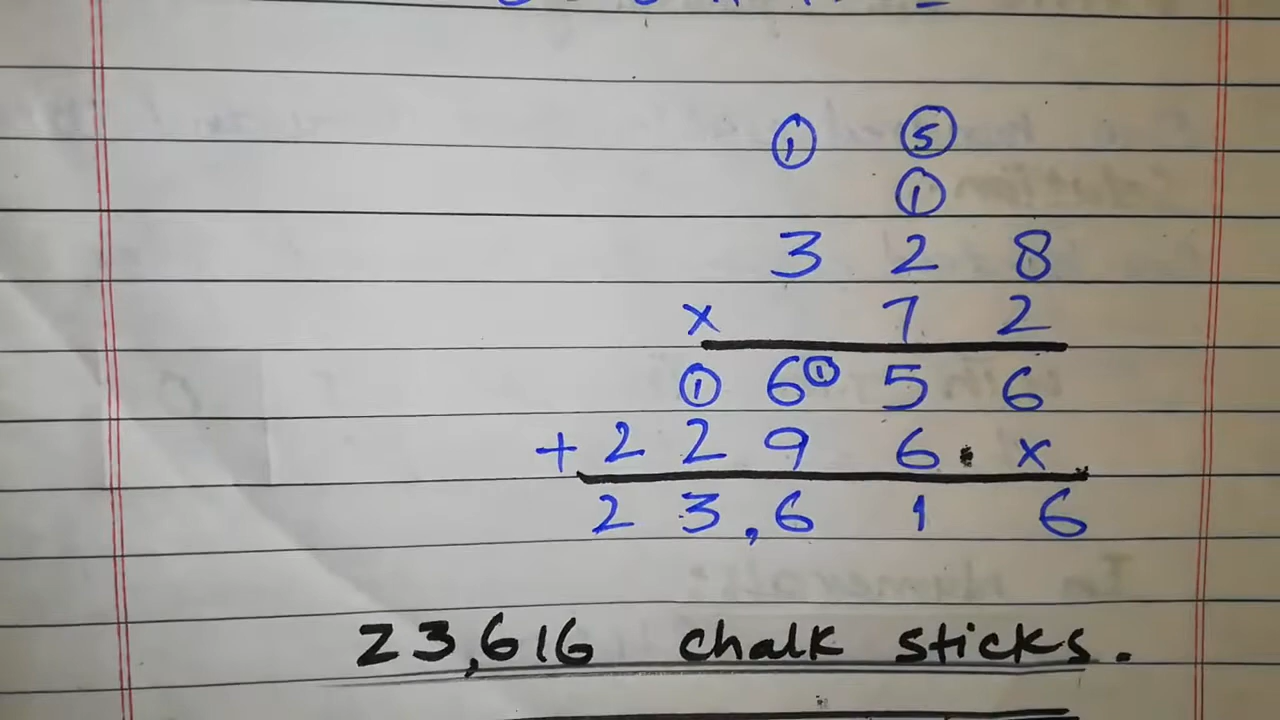 ① ⑤
①
3 2 8
x 7 2
① 6 ① 5 6
+ 2 2 9 6 . x
2 3 , 6 1 6
23,616 chalk sticks.